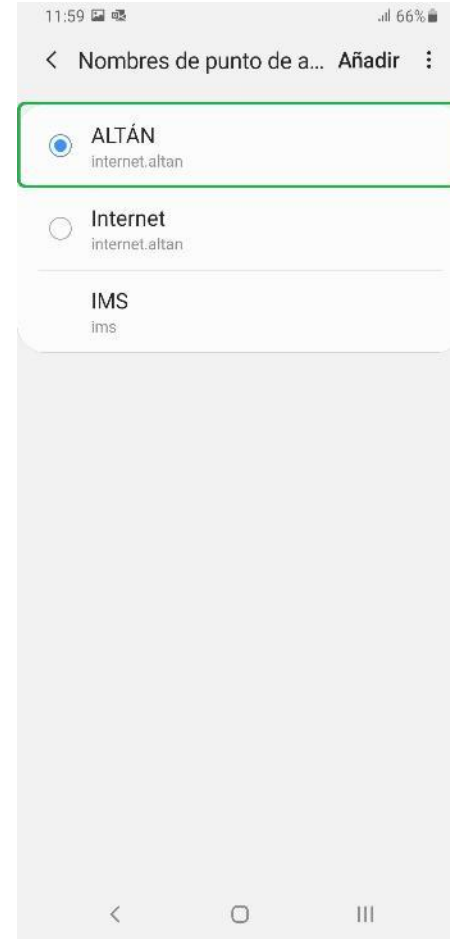 11:59 66%
Nombres de punto de a... Añadir
ALTÁN
internet.altan
Internet
internet.altan
IMS
ims